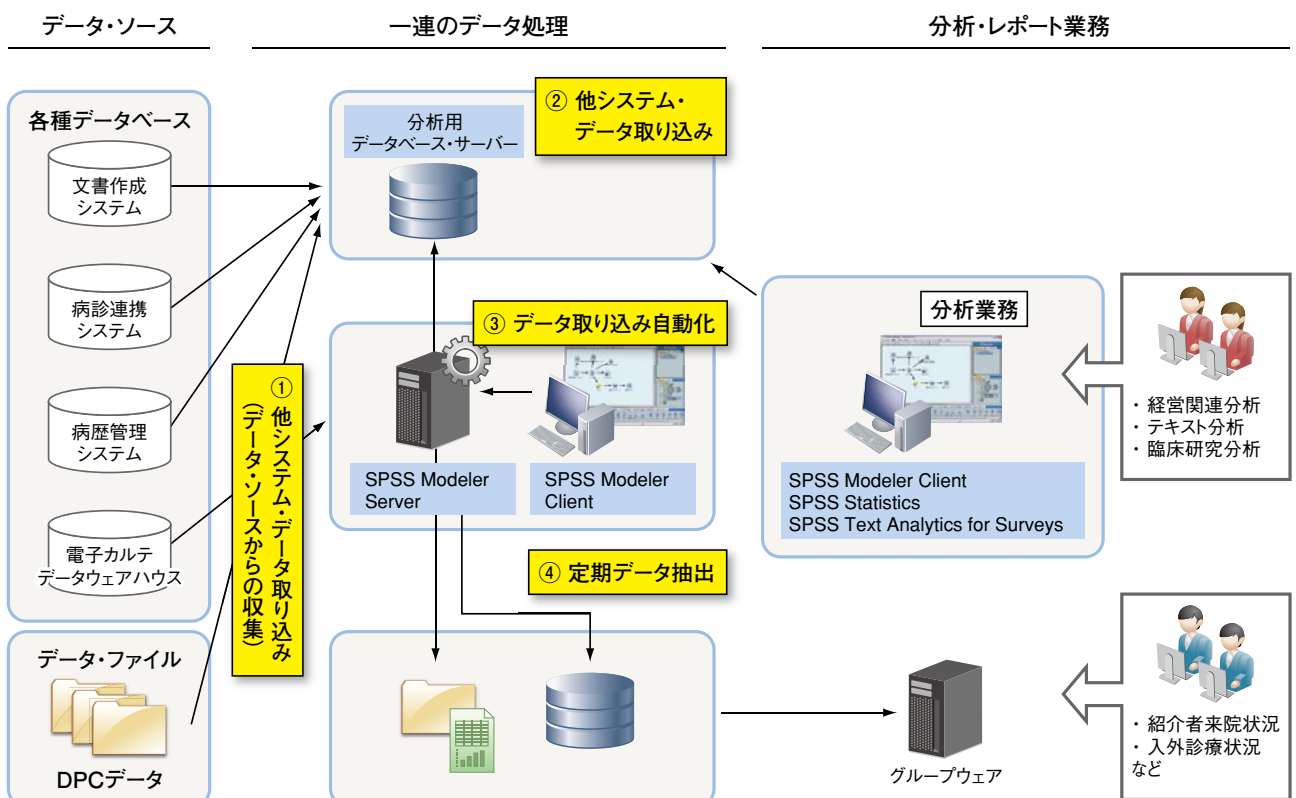 データ・ソース
一連のデータ処理
分析・レポート業務
各種データベース
文書作成
システム
病診連携
システム
病歴管理
システム
電子カルテ
データウェアハウス
データ・ファイル
DPCデータ
① 他システム・データ取り込み
（データ・ソースからの収集）
分析用
データベース・サーバー
② 他システム・
データ取り込み
③ データ取り込み自動化
SPSS Modeler
Server
SPSS Modeler
Client
④ 定期データ抽出
分析業務
SPSS Modeler Client
SPSS Statistics
SPSS Text Analytics for Surveys
・ 経営関連分析
・ テキスト分析
・ 臨床研究分析
グループウェア
・ 紹介者来院状況
・ 入外診療状況
など